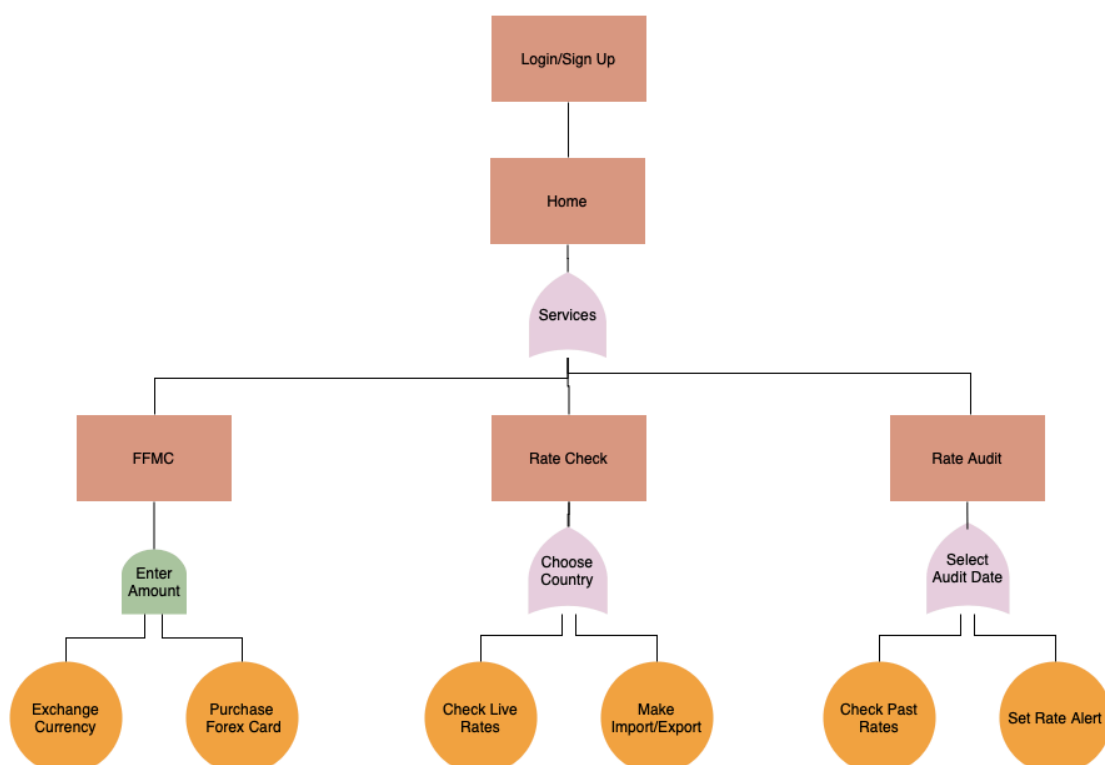 Login/Sign Up
Home
Services
FFMC
Rate Check
Rate Audit
Enter
Amount
Choose
Country
Select
Audit Date
Exchange
Currency
Purchase
Forex Card
Check Live
Rates
Make
Import/Export
Check Past
Rates
Set Rate Alert